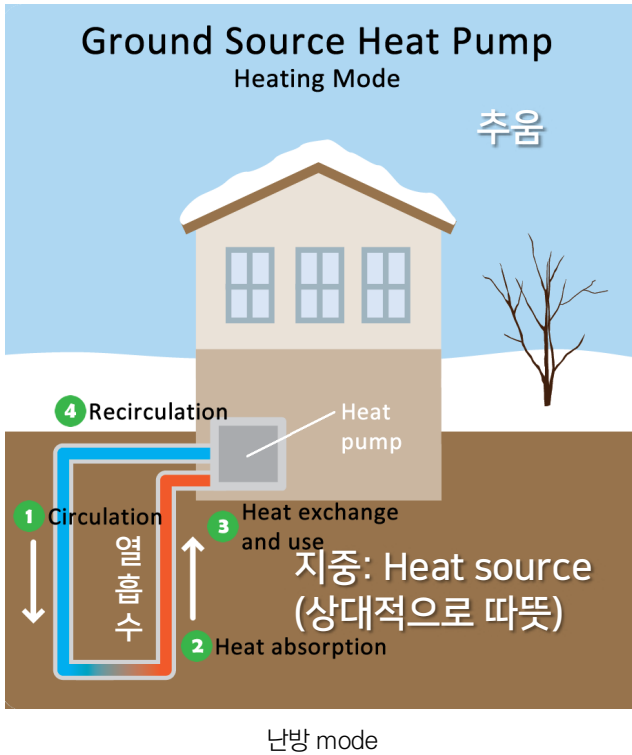 Ground Source Heat Pump
Heating Mode
추움
4 Recirculation
Heat
pump
1 Circulation
3 Heat exchange
and use
열
흡
수
지중: Heat source
(상대적으로 따뜻)
2 Heat absorption
난방 mode